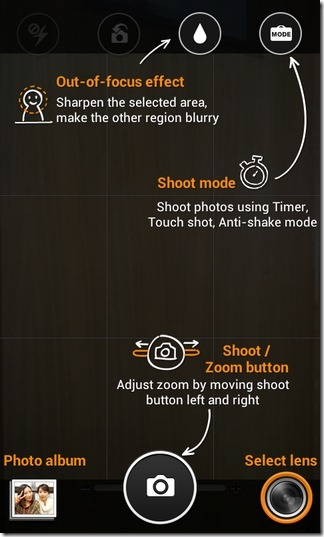 MODE
Out-of-focus effect
Sharpen the selected area,
make the other region blurry
Shoot mode
Shoot photos using Timer,
Touch shot, Anti-shake mode
Shoot /
Zoom button
Adjust zoom by moving shoot
button left and right
Photo album
Select lens